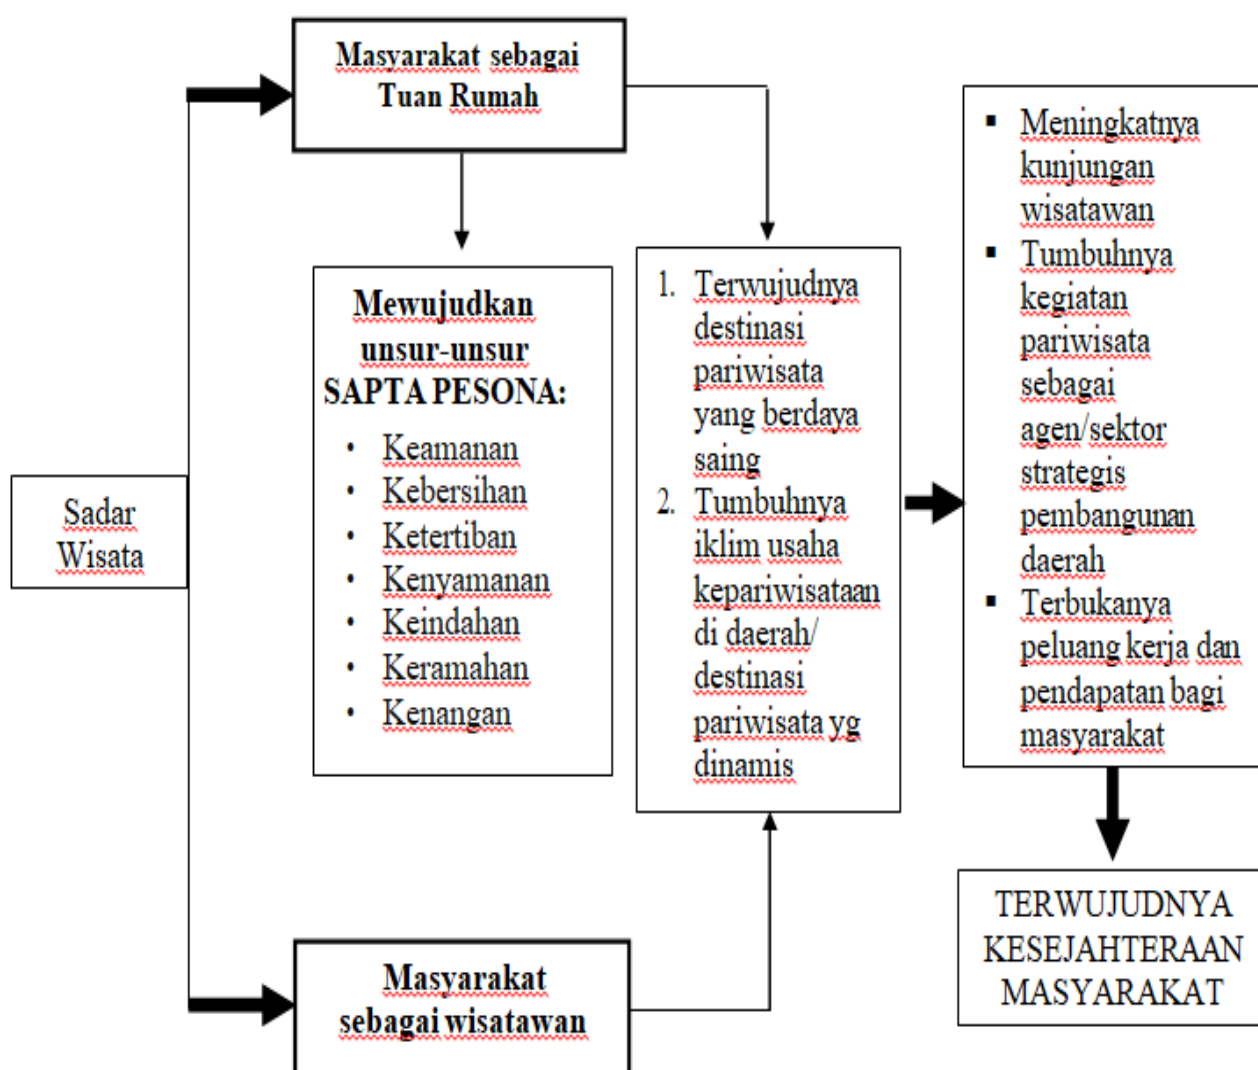 Sadar
Wisata
Masyarakat sebagai
Tuan Rumah
Mewujudkan
unsur-unsur
SAPTA PESONA:
• Keamanan
• Kebersihan
• Ketertiban
• Kenyamanan
• Keindahan
• Keramahan
• Kenangan
Masyarakat
sebagai wisatawan
1. Terwujudnya
destinasi
pariwisata
yang berdaya
saing
2. Tumbuhnya
iklim usaha
kepariwisataan
di daerah/
destinasi
pariwisata yg
dinamis
▪ Meningkatnya
kunjungan
wisatawan
▪ Tumbuhnya
kegiatan
pariwisata
sebagai
agen/sektor
strategis
pembangunan
daerah
▪ Terbukanya
peluang kerja dan
pendapatan bagi
masyarakat
TERWUJUDNYA
KESEJAHTERAAN
MASYARAKAT